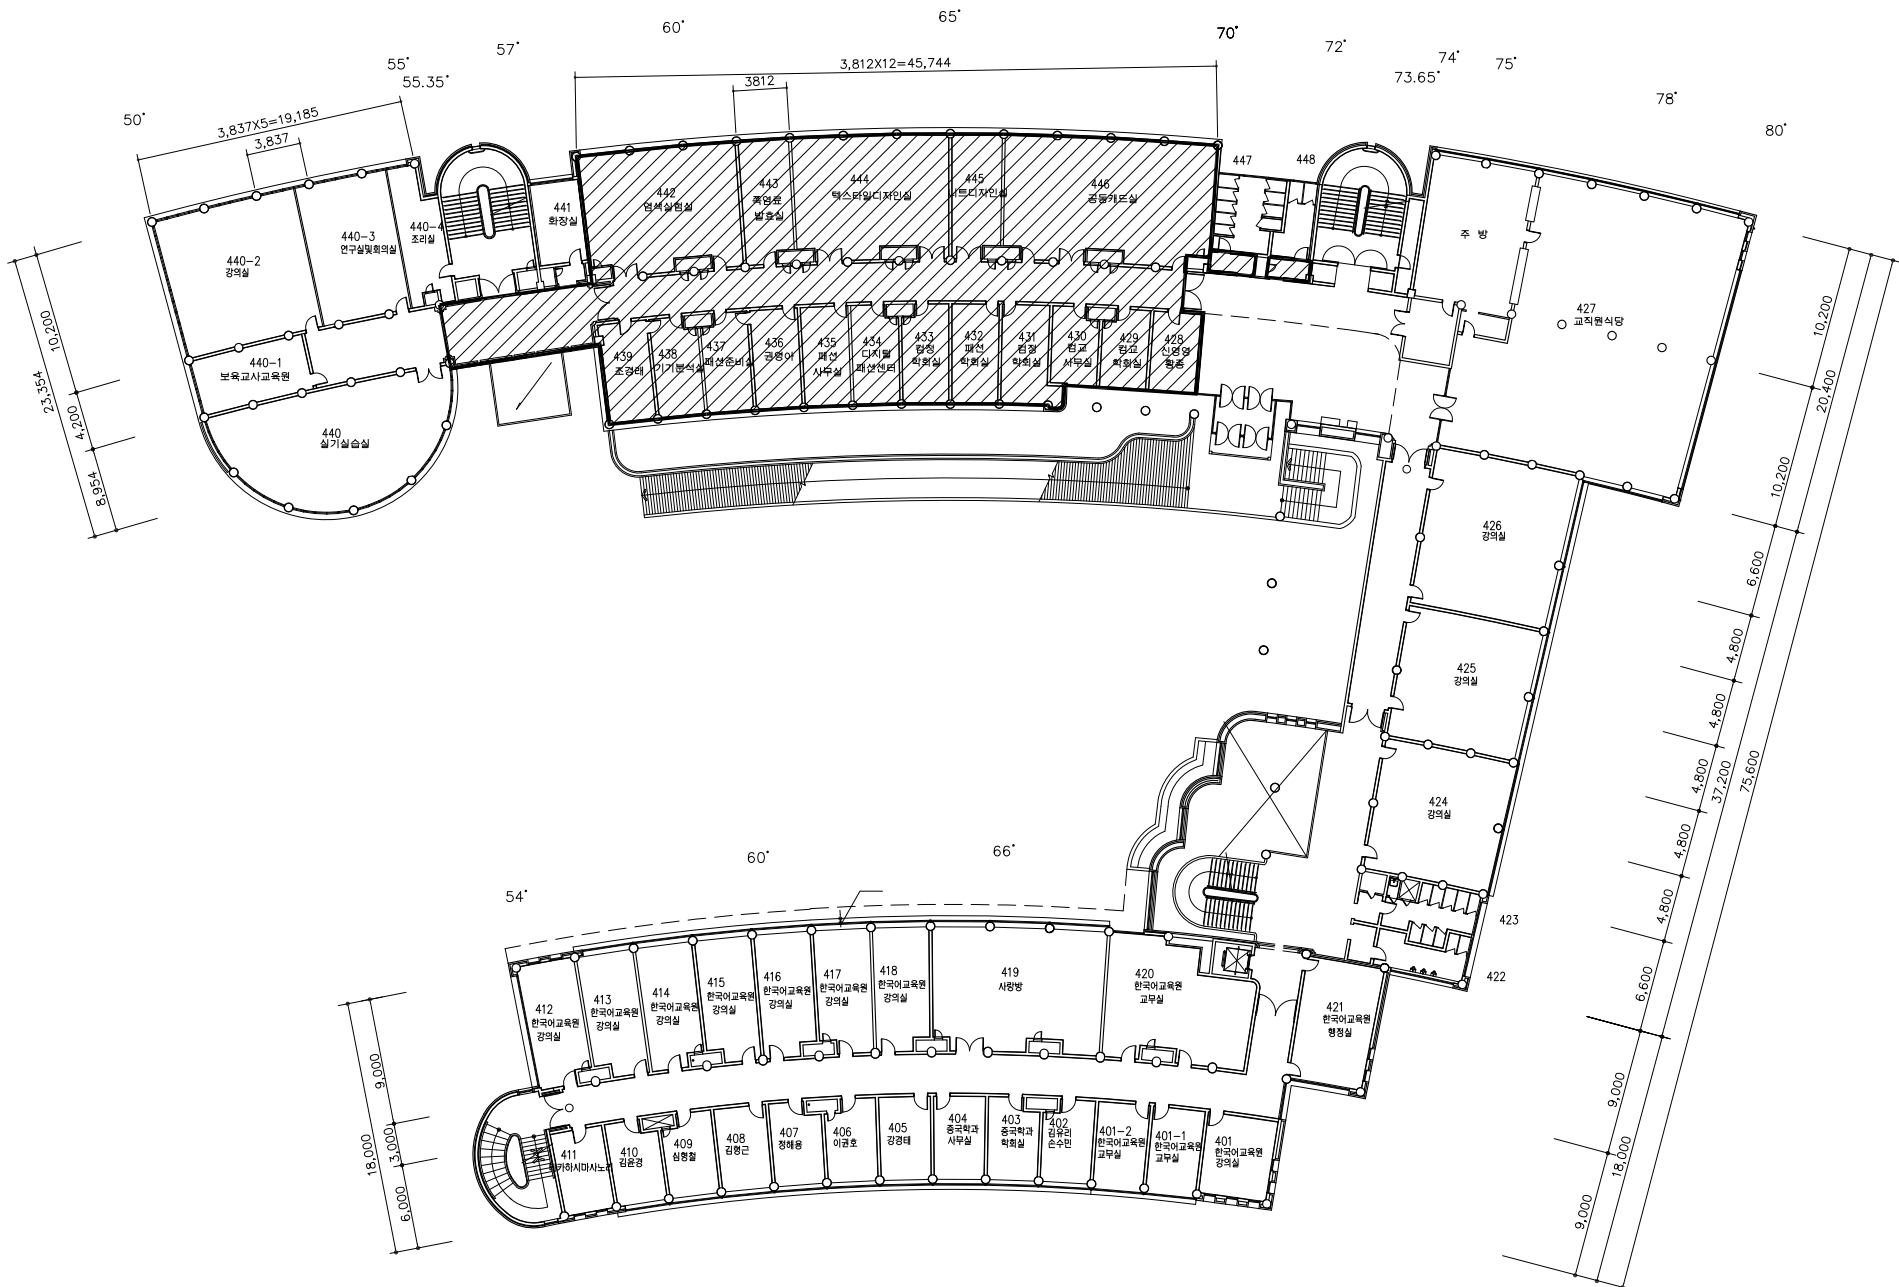 65°
60°
70°
72°
57°
74°
75°
55°
73.65°
55.35°
78°
50°
80°
3,812X12=45,744
3812
3,837X5=19,185
3,837
447
448
442
염색실험실
443
발효실
444
텍스타일디자인실
445
니트디자인실
446
공동캐드실
441
화장실
440-4
조리실
440-3
연구실및회의실
440-2
강의실
440-1
보육교사교육원
440
실기실습실
주 방
427
교직원식당
439
조경래
438
기기분석실
437
패션준비실
436
권영아
435
패션
사무실
434
디지털
패션센터
433
컴정
학회실
432
패션
학회실
431
컴정
학회실
430
컴교
사무실
429
컴교
학회실
428
신영영
황종
10,200
23,354
4,200
8,954
10,200
20,400
10,200
6,600
4,800
4,800
4,800
37,200
75,600
4,800
4,800
6,600
9,000
18,000
9,000
426
강의실
425
강의실
424
강의실
423
422
60°
66°
54°
412
한국어교육원
강의실
413
한국어교육원
강의실
414
한국어교육원
강의실
415
한국어교육원
강의실
416
한국어교육원
강의실
417
한국어교육원
강의실
418
한국어교육원
강의실
419
사랑방
420
한국어교육원
교무실
421
한국어교육원
행정실
9,000
18,000
3,000
6,000
411
410
김윤경
409
심형철
408
김형근
407
정해용
406
이권호
405
강경태
404
중국학과
사무실
403
중국학과
학회실
402
김유리
손수민
401-2
한국어교육원
교무실
401-1
한국어교육원
교무실
401
한국어교육원
강의실